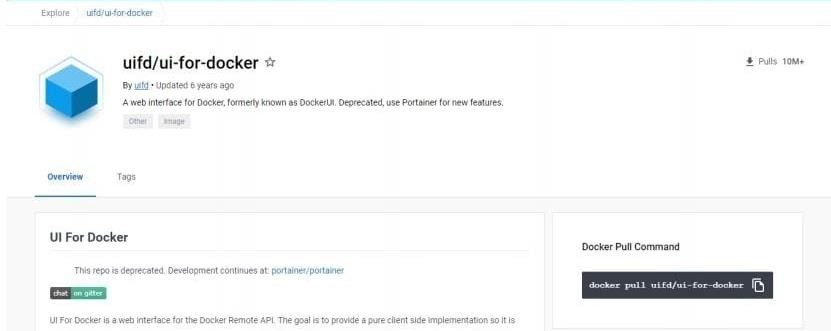 Explore uifd/ui-for-docker
uifd/ui-for-docker
Pulls 10M+
By uifd • Updated 6 years ago
A web interface for Docker, formerly known as DockerUI. Deprecated, use Portainer for new features.
Other Image
Overview Tags
UI For Docker
This repo is deprecated. Development continues at: portainer/portainer
chat on gitter
UI For Docker is a web interface for the Docker Remote API. The goal is to provide a pure client side implementation so it is
Docker Pull Command
docker pull uifd/ui-for-docker